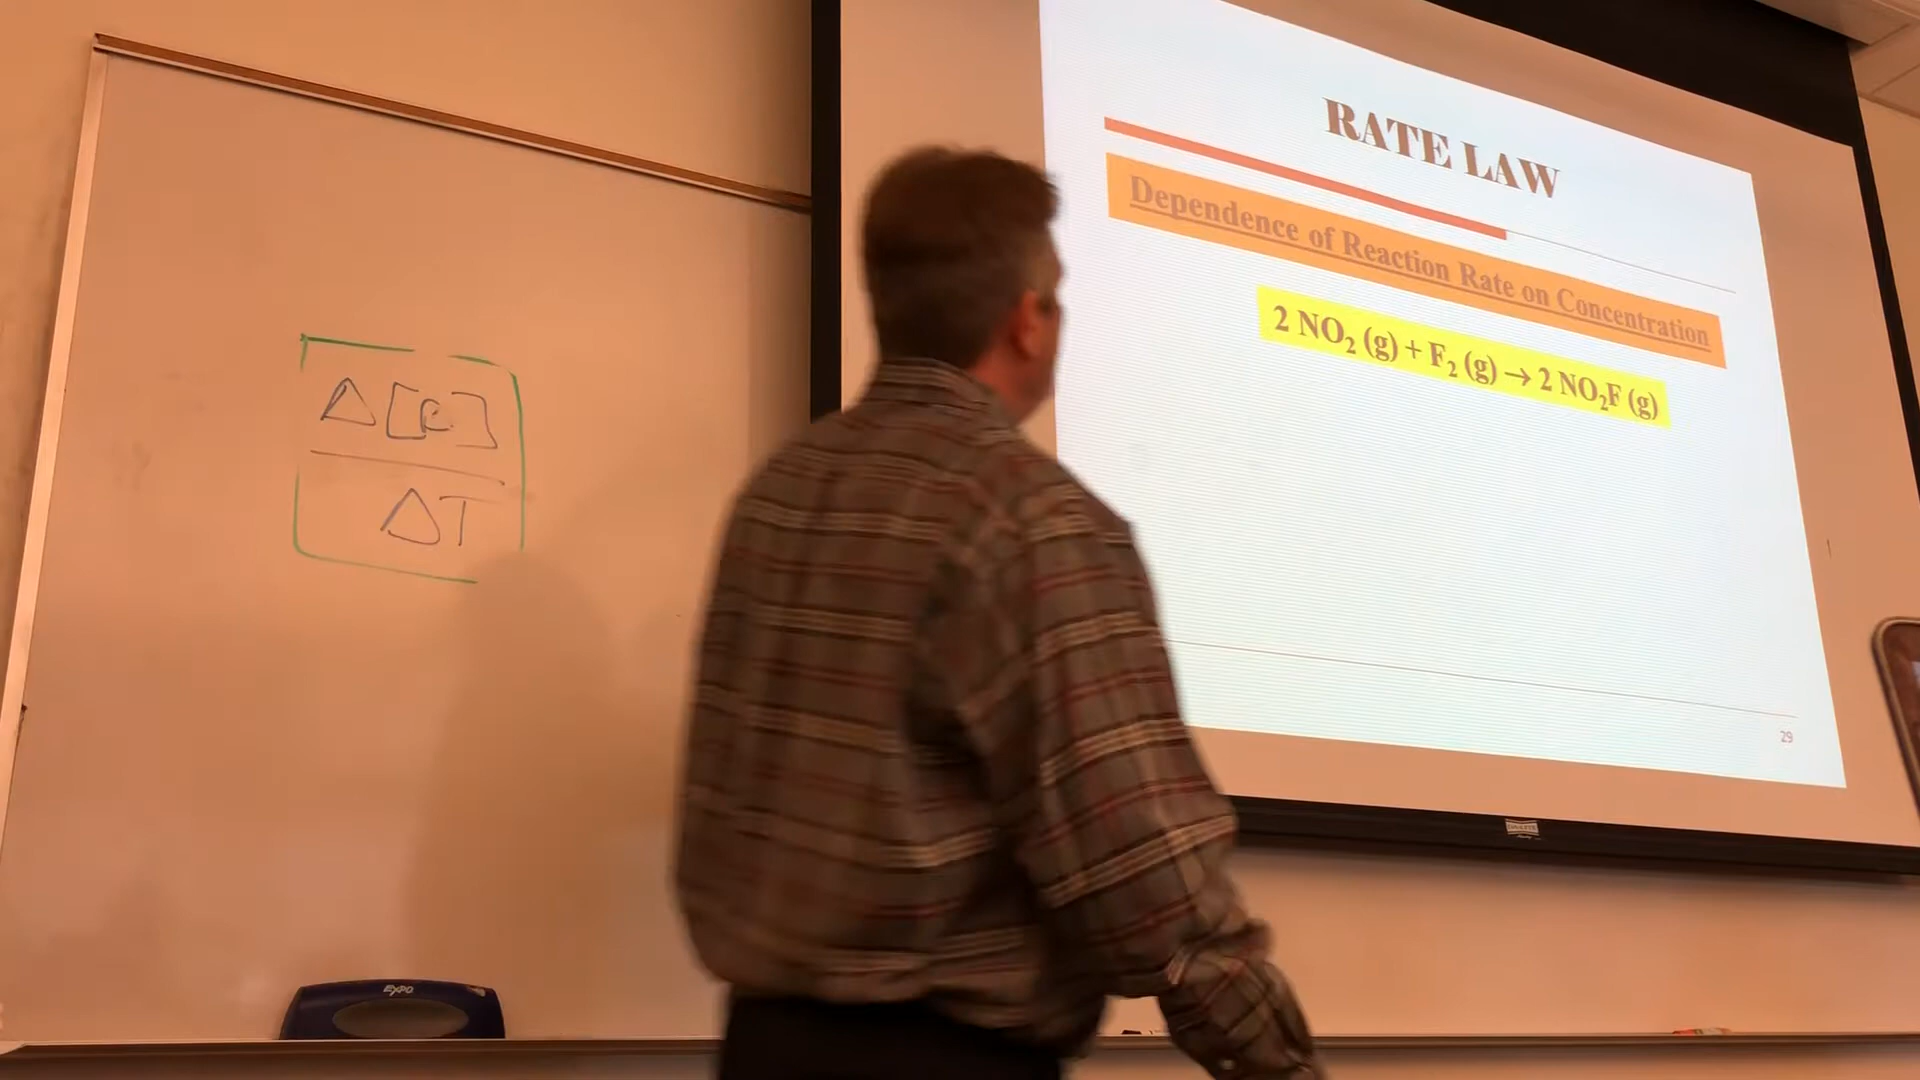 Δ[R]
ΔT
EXPO
RATE LAW
Dependence of Reaction Rate on Concentration
2 NO₂ (g) + F₂ (g) → 2 NO₂F (g)
29